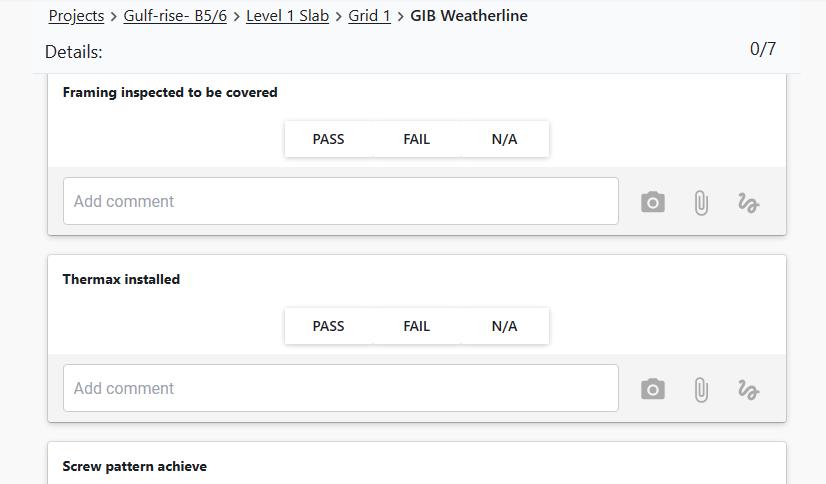 Projects > Gulf-rise- B5/6 > Level 1 Slab > Grid 1 > GIB Weatherline
Details: 0/7
Framing inspected to be covered
PASS FAIL N/A
Add comment
Thermax installed
PASS FAIL N/A
Add comment
Screw pattern achieve